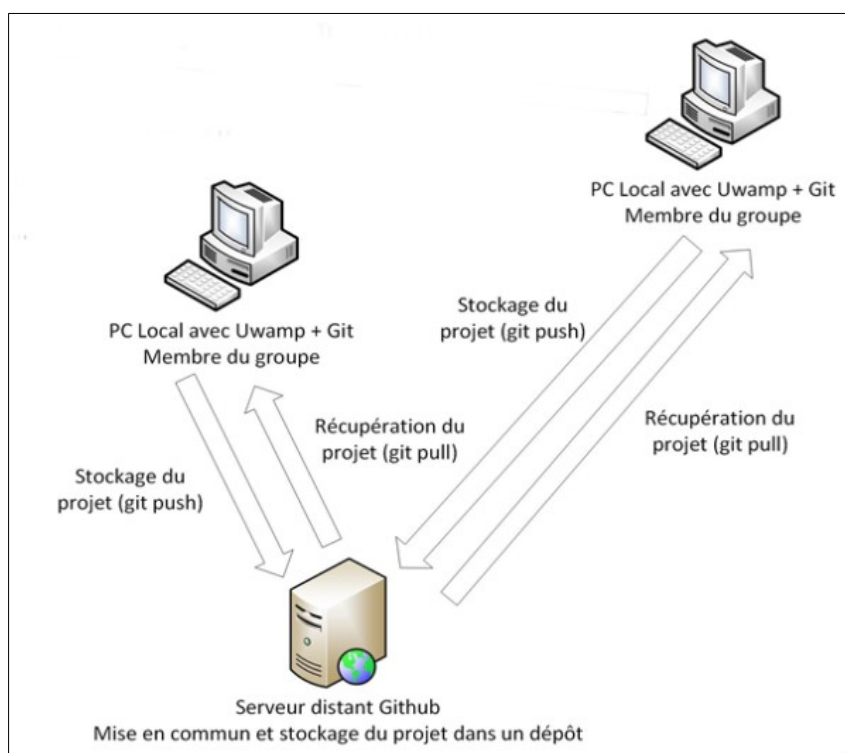 PC Local avec Uwamp + Git
Membre du groupe
PC Local avec Uwamp + Git
Membre du groupe
Stockage du
projet (git push)
Récupération du
projet (git pull)
Récupération du
projet (git pull)
Stockage du
projet (git push)
Serveur distant Github
Mise en commun et stockage du projet dans un dépôt